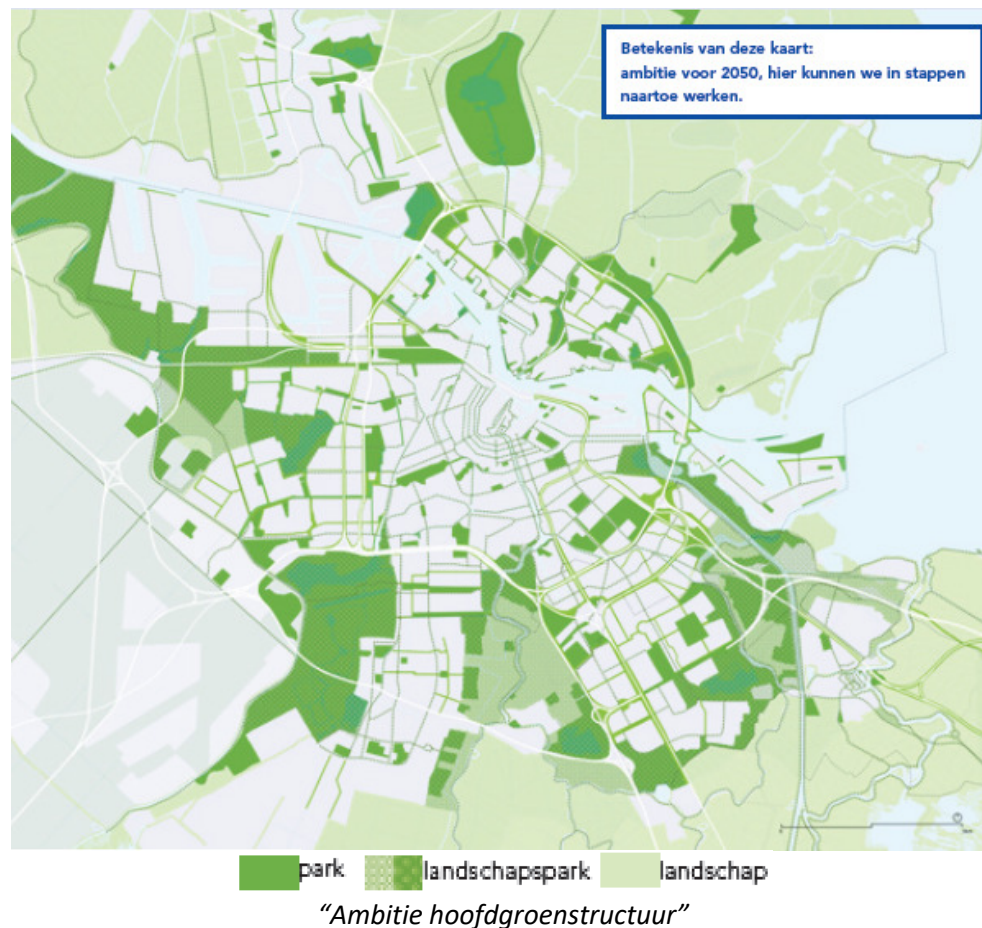 Betekenis van deze kaart:
ambitie voor 2050, hier kunnen we in stappen
naartoe werken.
park
landschapspark
landschap
“Ambitie hoofdgroenstructuur”